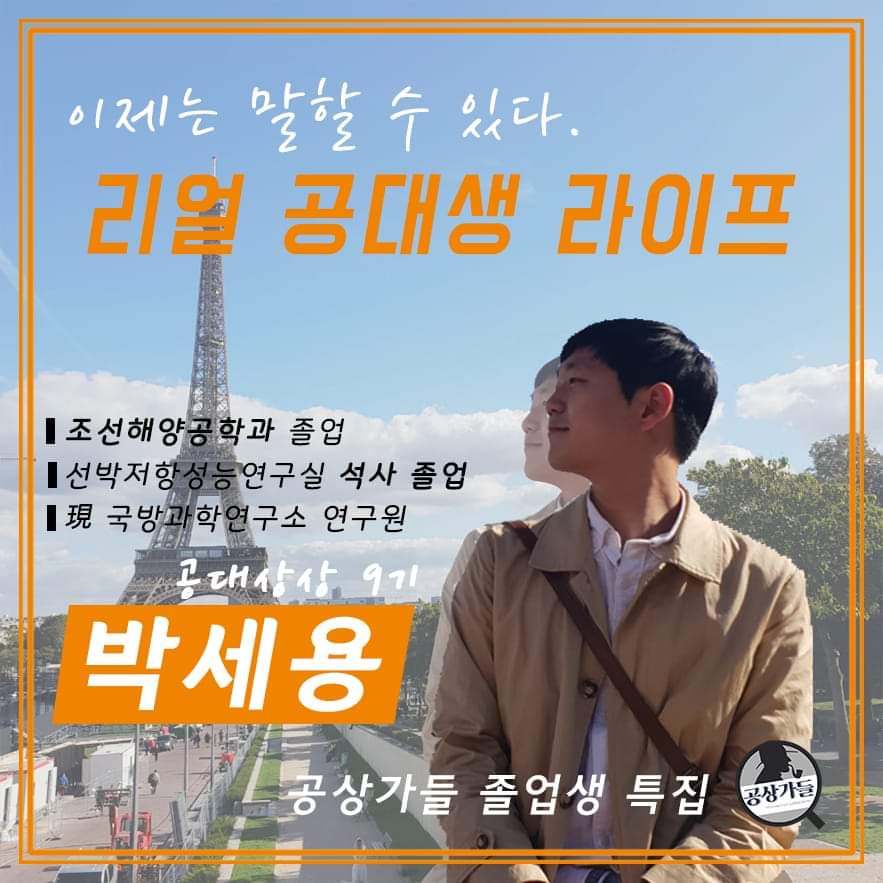 이제는 말할 수 있다.
리얼 공대생 라이프
조선해양공학과 졸업
선박저항성능연구실 석사 졸업
現 국방과학연구소 연구원
공대상상 9기
박세용
공상가들 졸업생 특집
공상가들